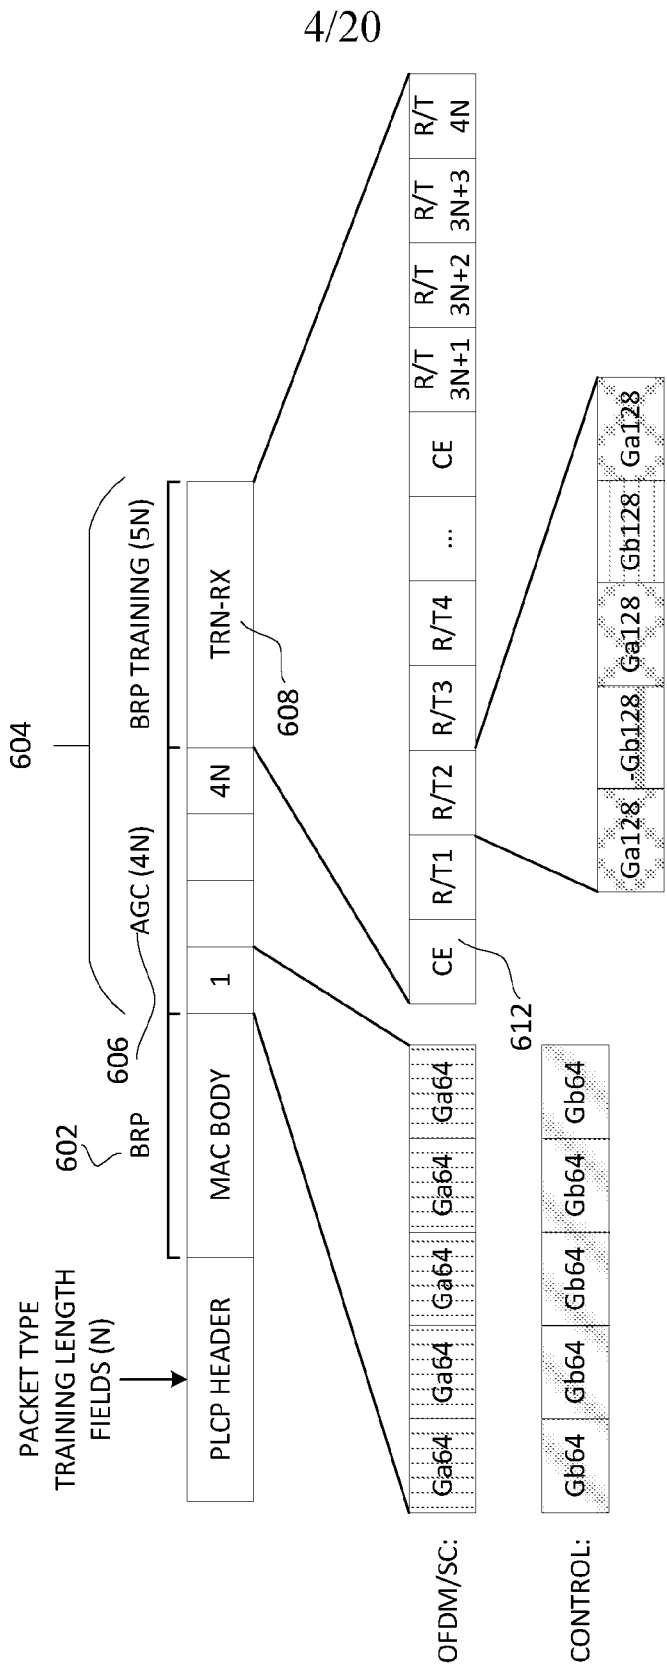 4/20
604
602
BRP
606
AGC (4N)
BRP TRAINING (5N)
PACKET TYPE
TRAINING LENGTH
FIELDS (N)
PLCP HEADER
MAC BODY
1
4N
TRN-RX
608
OFDM/SC:
Ga64 Ga64 Ga64 Ga64 Ga64
CE
R/T1
R/T2
R/T3
R/T4
...
CE
R/T
3N+1
R/T
3N+2
R/T
3N+3
R/T
4N
612
CONTROL:
Gb64 Gb64 Gb64 Gb64 Gb64
Ga128 -Gb128 Ga128 Gb128 Ga128